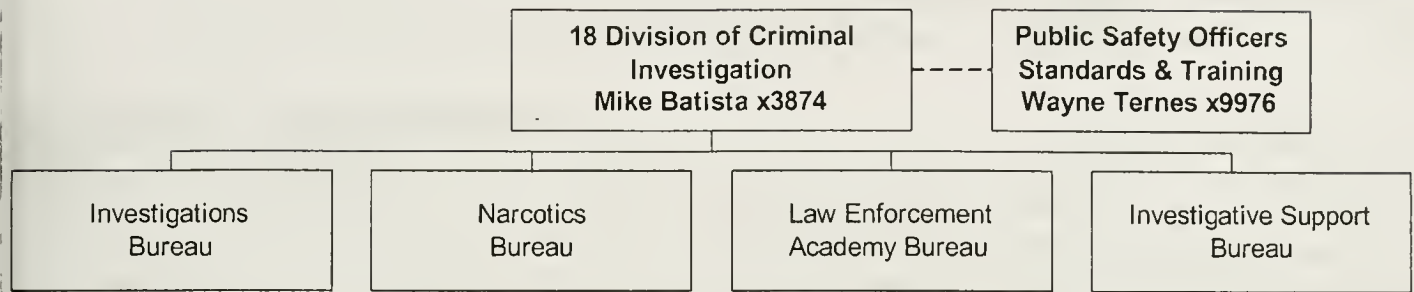 18 Division of Criminal
Investigation
Mike Batista x3874
Public Safety Officers
Standards & Training
Wayne Ternes x9976
Investigations
Bureau
Narcotics
Bureau
Law Enforcement
Academy Bureau
Investigative Support
Bureau